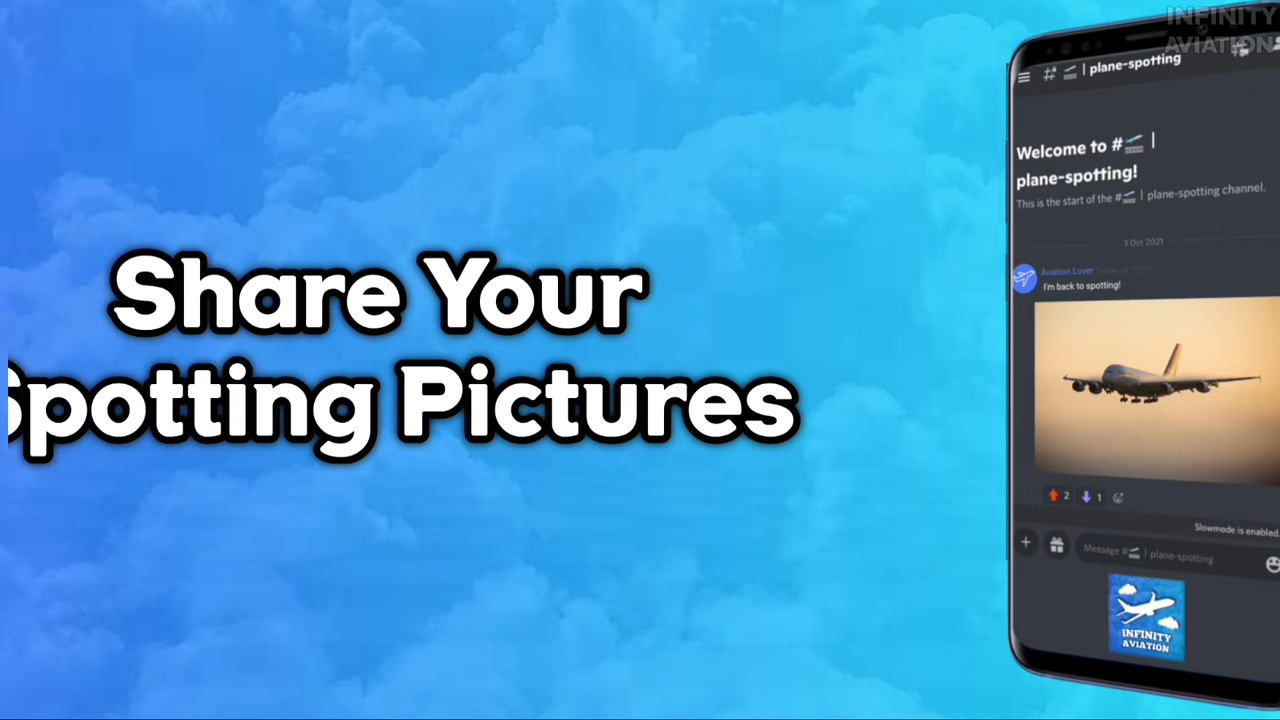 Share Your
Spotting Pictures
INFINITY
AVIATION
# | plane-spotting
Welcome to # |
plane-spotting!
This is the start of the # | plane-spotting channel.
3 Oct 2021
Aviation Lover
I'm back to spotting!
2 1
Slowmode is enabled.
Message # | plane-spotting
INFINITY
AVIATION